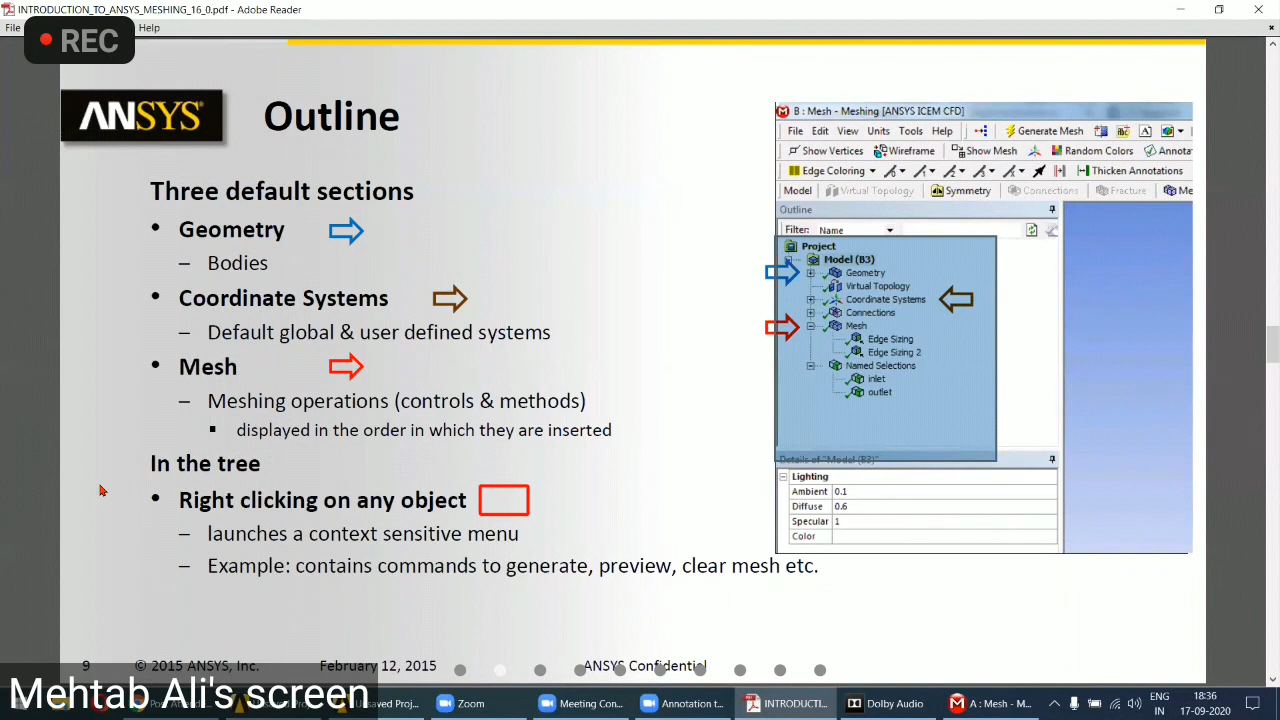 INTRODUCTION_TO_ANSYS_MESHING_16_0.pdf - Adobe Reader
File
Help
REC
ANSYS
Outline
Three default sections
• Geometry
– Bodies
• Coordinate Systems
– Default global & user defined systems
• Mesh
– Meshing operations (controls & methods)
▪ displayed in the order in which they are inserted
In the tree
• Right clicking on any object
– launches a context sensitive menu
– Example: contains commands to generate, preview, clear mesh etc.
B : Mesh - Meshing [ANSYS ICEM CFD]
File Edit View Units Tools Help Generate Mesh
Show Vertices Wireframe Show Mesh Random Colors Annotat
Edge Coloring Thicken Annotations
Model Virtual Topology Symmetry Connections Fracture Me
Outline
Filter: Name
Project
Model (B3)
Geometry
Virtual Topology
Coordinate Systems
Connections
Mesh
Edge Sizing
Edge Sizing 2
Named Selections
inlet
outlet
Details of "Model (B3)"
Lighting
Ambient 0.1
Diffuse 0.6
Specular 1
Color
9 © 2015 ANSYS, Inc. February 12, 2015 ANSYS Confidential
Mehtab Ali's screen
Zoom
Meeting Con...
Annotation t...
INTRODUCTI...
Dolby Audio
A : Mesh - M...
ENG
IN
18:36
17-09-2020